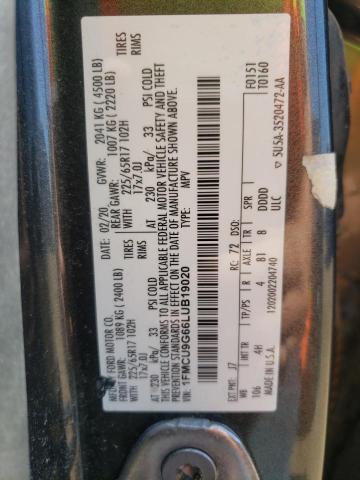 MFD. BY FORD MOTOR CO.
DATE: 02/20 GVWR: 2041 KG ( 4500 LB)
FRONT GAWR: 1089 KG ( 2400 LB) REAR GAWR: 1007 KG ( 2220 LB)
225/65R17 102H TIRES WITH 225/65R17 102H TIRES
17x7.0J RIMS 17x7.0J RIMS
AT 230 kPa/ 33 PSI COLD AT 230 kPa/ 33 PSI COLD
THIS VEHICLE CONFORMS TO ALL APPLICABLE FEDERAL MOTOR VEHICLE SAFETY AND THEFT
PREVENTION STANDARDS IN EFFECT ON THE DATE OF MANUFACTURE SHOWN ABOVE.
VIN: 1FMCU9G66LUB19020 TYPE: MPV
F0151
T0160
EXT PNT: J7 RC: 72 DSO:
WB INT TR TP/PS R AXLE TR SPR
106 4H 4 B1 8 DDDD
MADE IN U.S.A. ULC
12020022024740
▽ 5U5A-3520472-AA